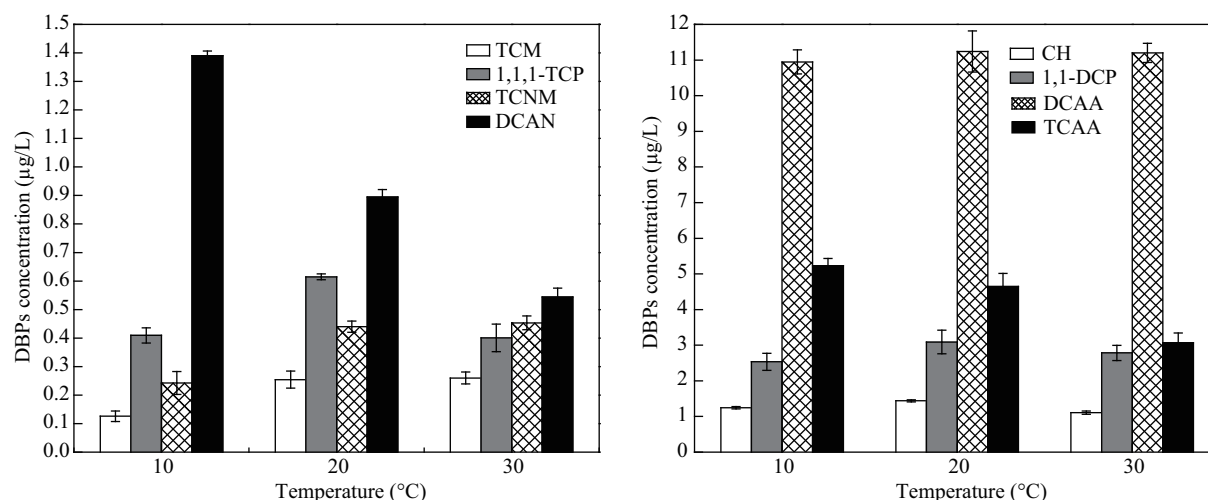 DBPs concentration (μg/L)
1.5
1.4
1.3
1.2
1.1
1.0
0.9
0.8
0.7
0.6
0.5
0.4
0.3
0.2
0.1
0.0
TCM
1,1,1-TCP
TCNM
DCAN
10 20 30
Temperature (°C)
DBPs concentration (μg/L)
12
11
10
9
8
7
6
5
4
3
2
1
0
CH
1,1-DCP
DCAA
TCAA
10 20 30
Temperature (°C)